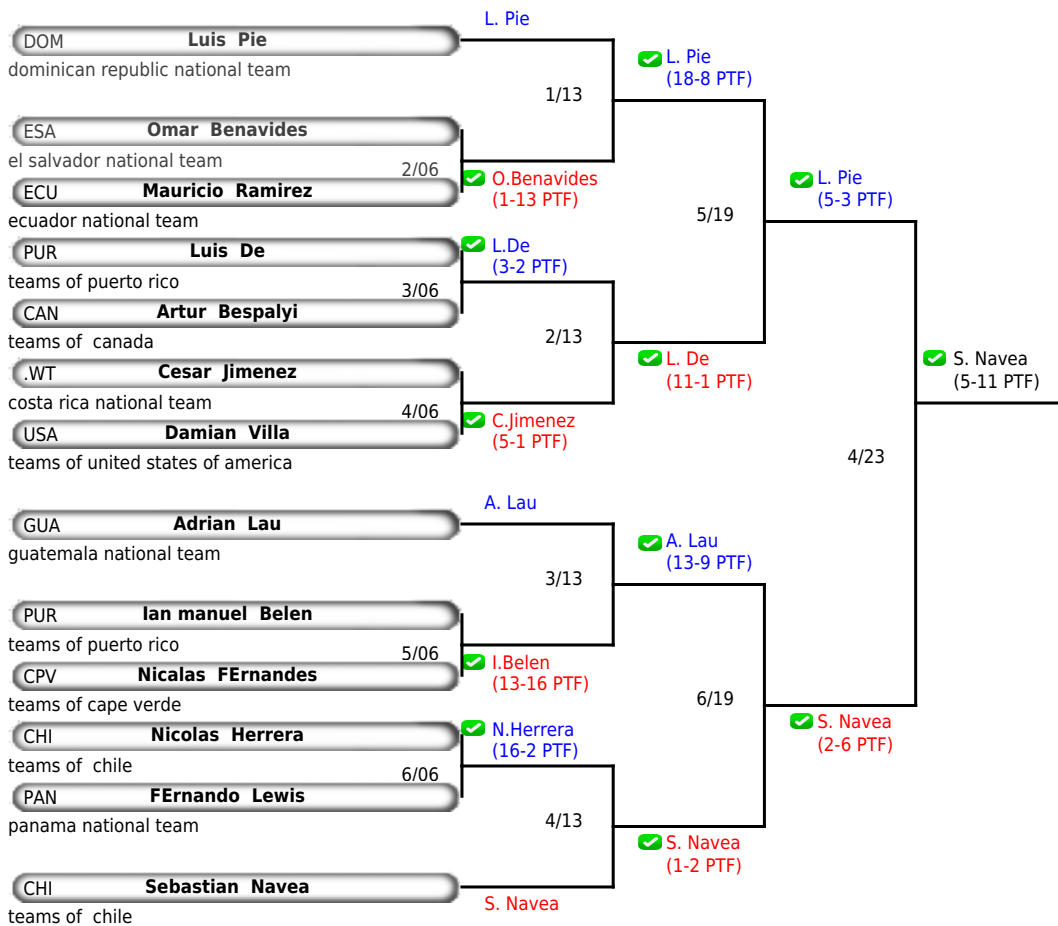 L. Pie
DOM Luis Pie
dominican republic national team
1/13
L. Pie
(18-8 PTF)
ESA Omar Benavides
el salvador national team
2/06
ECU Mauricio Ramirez
ecuador national team
O.Benavides
(1-13 PTF)
L. Pie
(5-3 PTF)
5/19
PUR Luis De
teams of puerto rico
L.De
(3-2 PTF)
3/06
CAN Artur Bespalyi
teams of canada
2/13
L. De
(11-1 PTF)
.WT Cesar Jimenez
costa rica national team
4/06
USA Damian Villa
teams of united states of america
C.Jimenez
(5-1 PTF)
S. Navea
(5-11 PTF)
4/23
A. Lau
GUA Adrian Lau
guatemala national team
3/13
A. Lau
(13-9 PTF)
PUR Ian manuel Belen
teams of puerto rico
5/06
CPV Nicalas FErnandes
teams of cape verde
I.Belen
(13-16 PTF)
6/19
S. Navea
(2-6 PTF)
CHI Nicolas Herrera
teams of chile
N.Herrera
(16-2 PTF)
6/06
PAN FErnando Lewis
panama national team
4/13
S. Navea
(1-2 PTF)
CHI Sebastian Navea
teams of chile
S. Navea